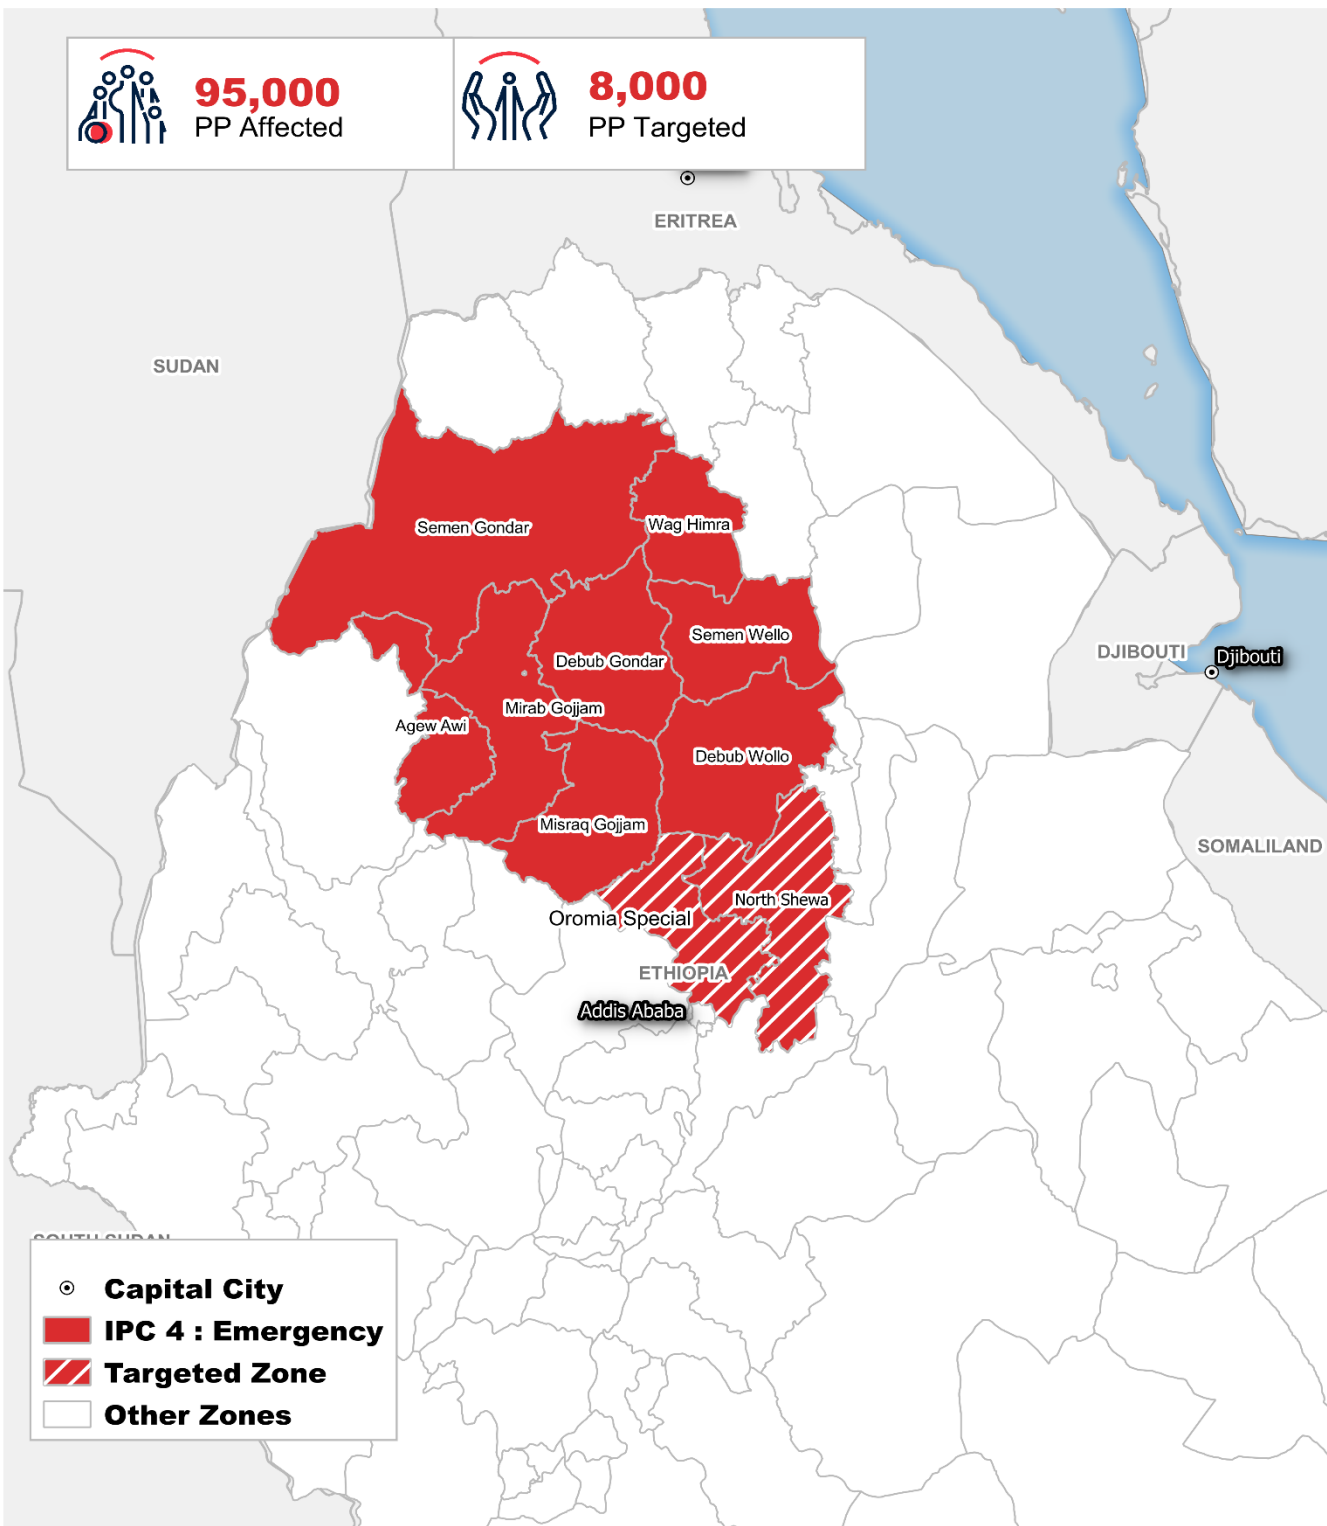 95,000
PP Affected
8,000
PP Targeted
ERITREA
SUDAN
Semen Gondar
Wag Himra
Semen Wello
DJIBOUTI
Djibouti
Debub Gondar
Mirab Gojjam
Agew Awi
Debub Wollo
Misraq Gojjam
SOMALILAND
North Shewa
Oromia Special
ETHIOPIA
Addis Ababa
SOUTH SUDAN
Capital City
IPC 4 : Emergency
Targeted Zone
Other Zones